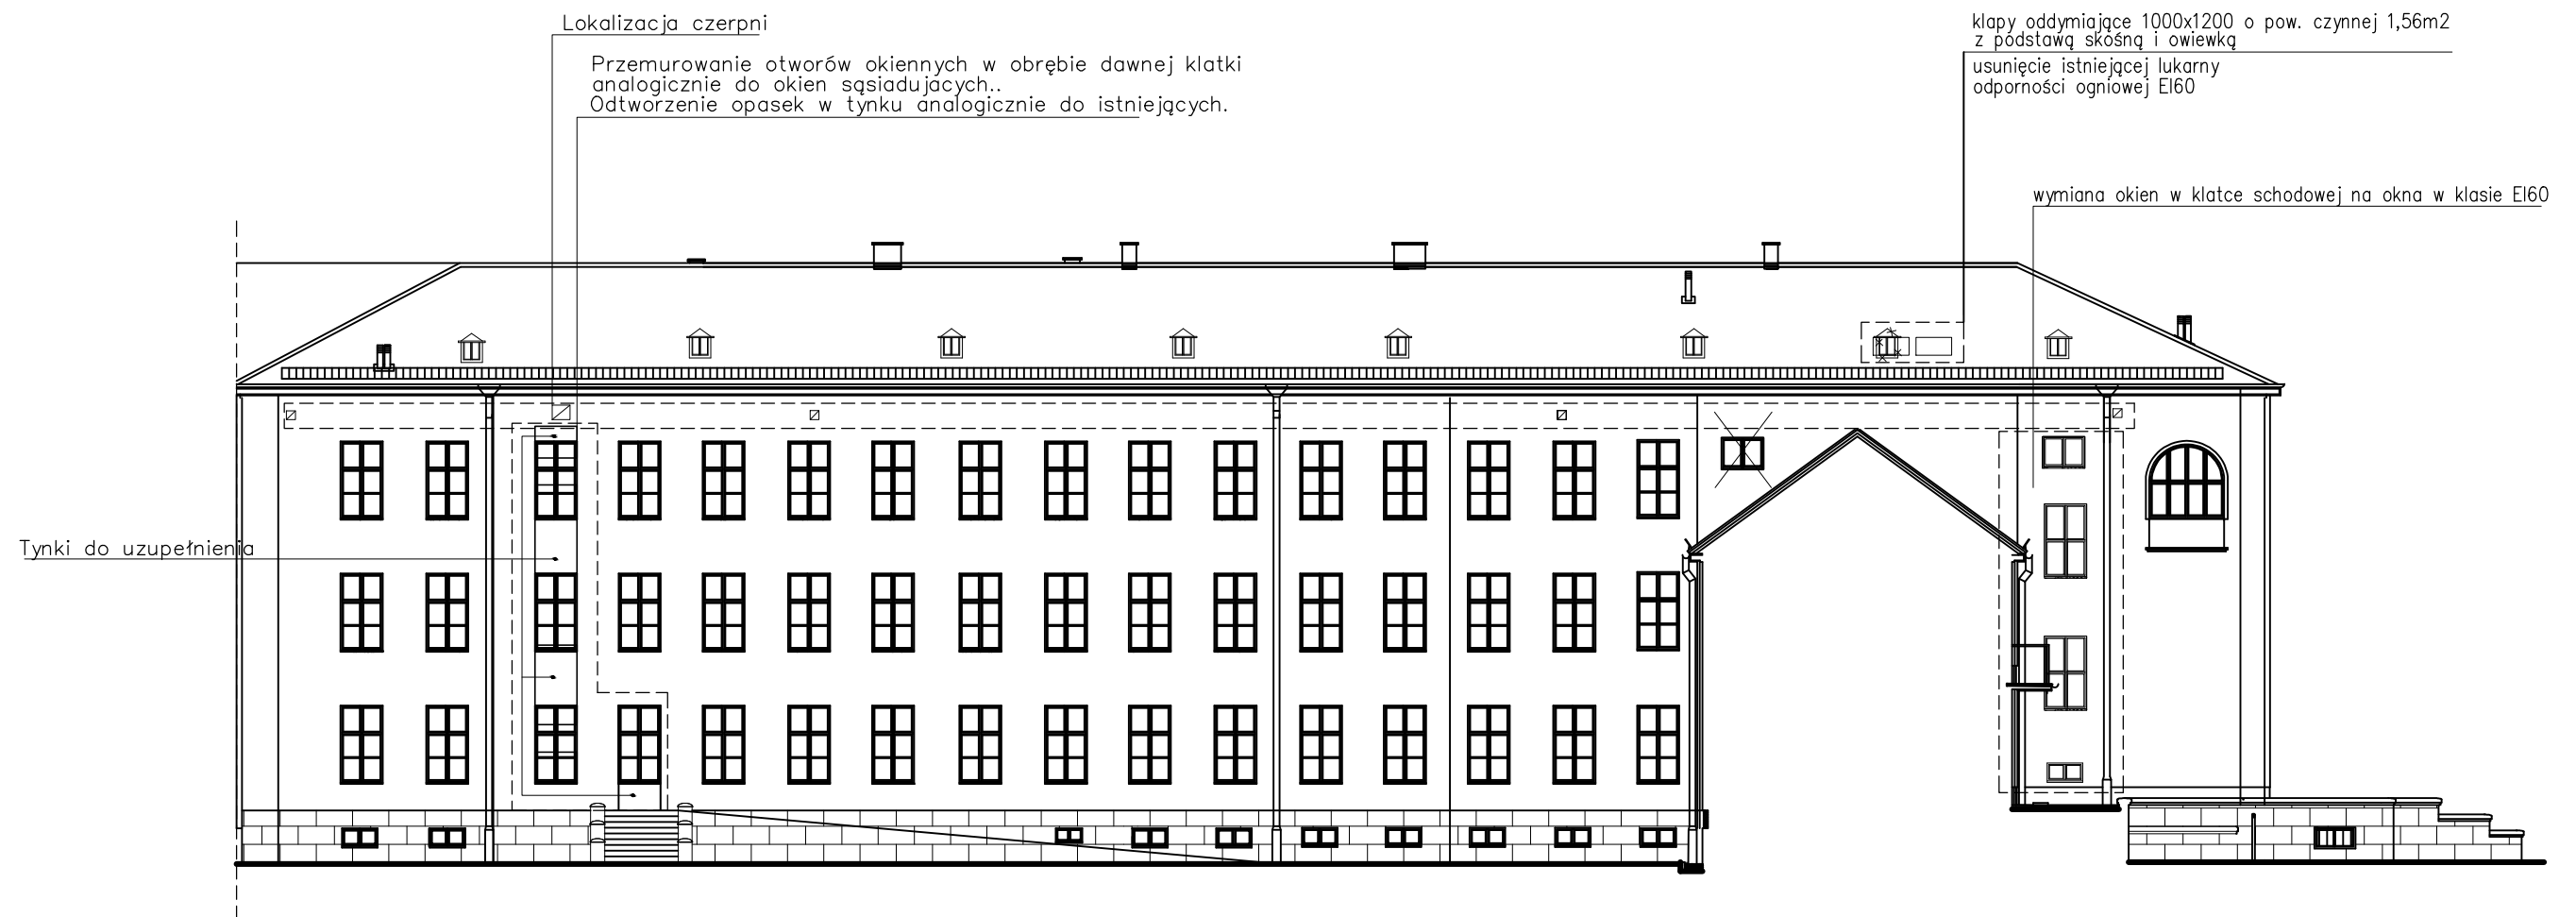 Lokalizacja czerpni
Przemurowanie otworów okiennych w obrębie dawnej klatki
analogicznie do okien sąsiadujacych..
Odtworzenie opasek w tynku analogicznie do istniejących.
klapy oddymiające 1000x1200 o pow. czynnej 1,56m2
z podstawą skośną i owiewką
usunięcie istniejącej lukarny
odporności ogniowej EI60
wymiana okien w klatce schodowej na okna w klasie EI60
Tynki do uzupełnienia